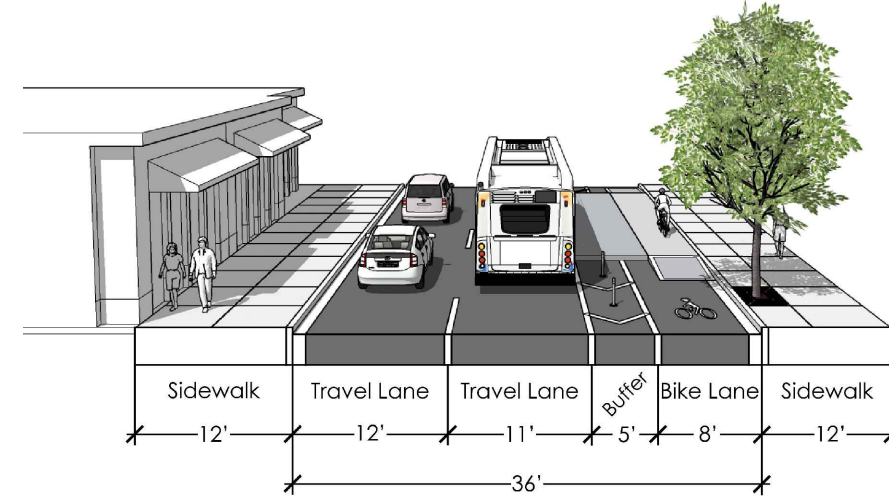 Sidewalk Travel Lane Travel Lane Buffer Bike Lane Sidewalk
12' 12' 11' 5' 8' 12'
36'